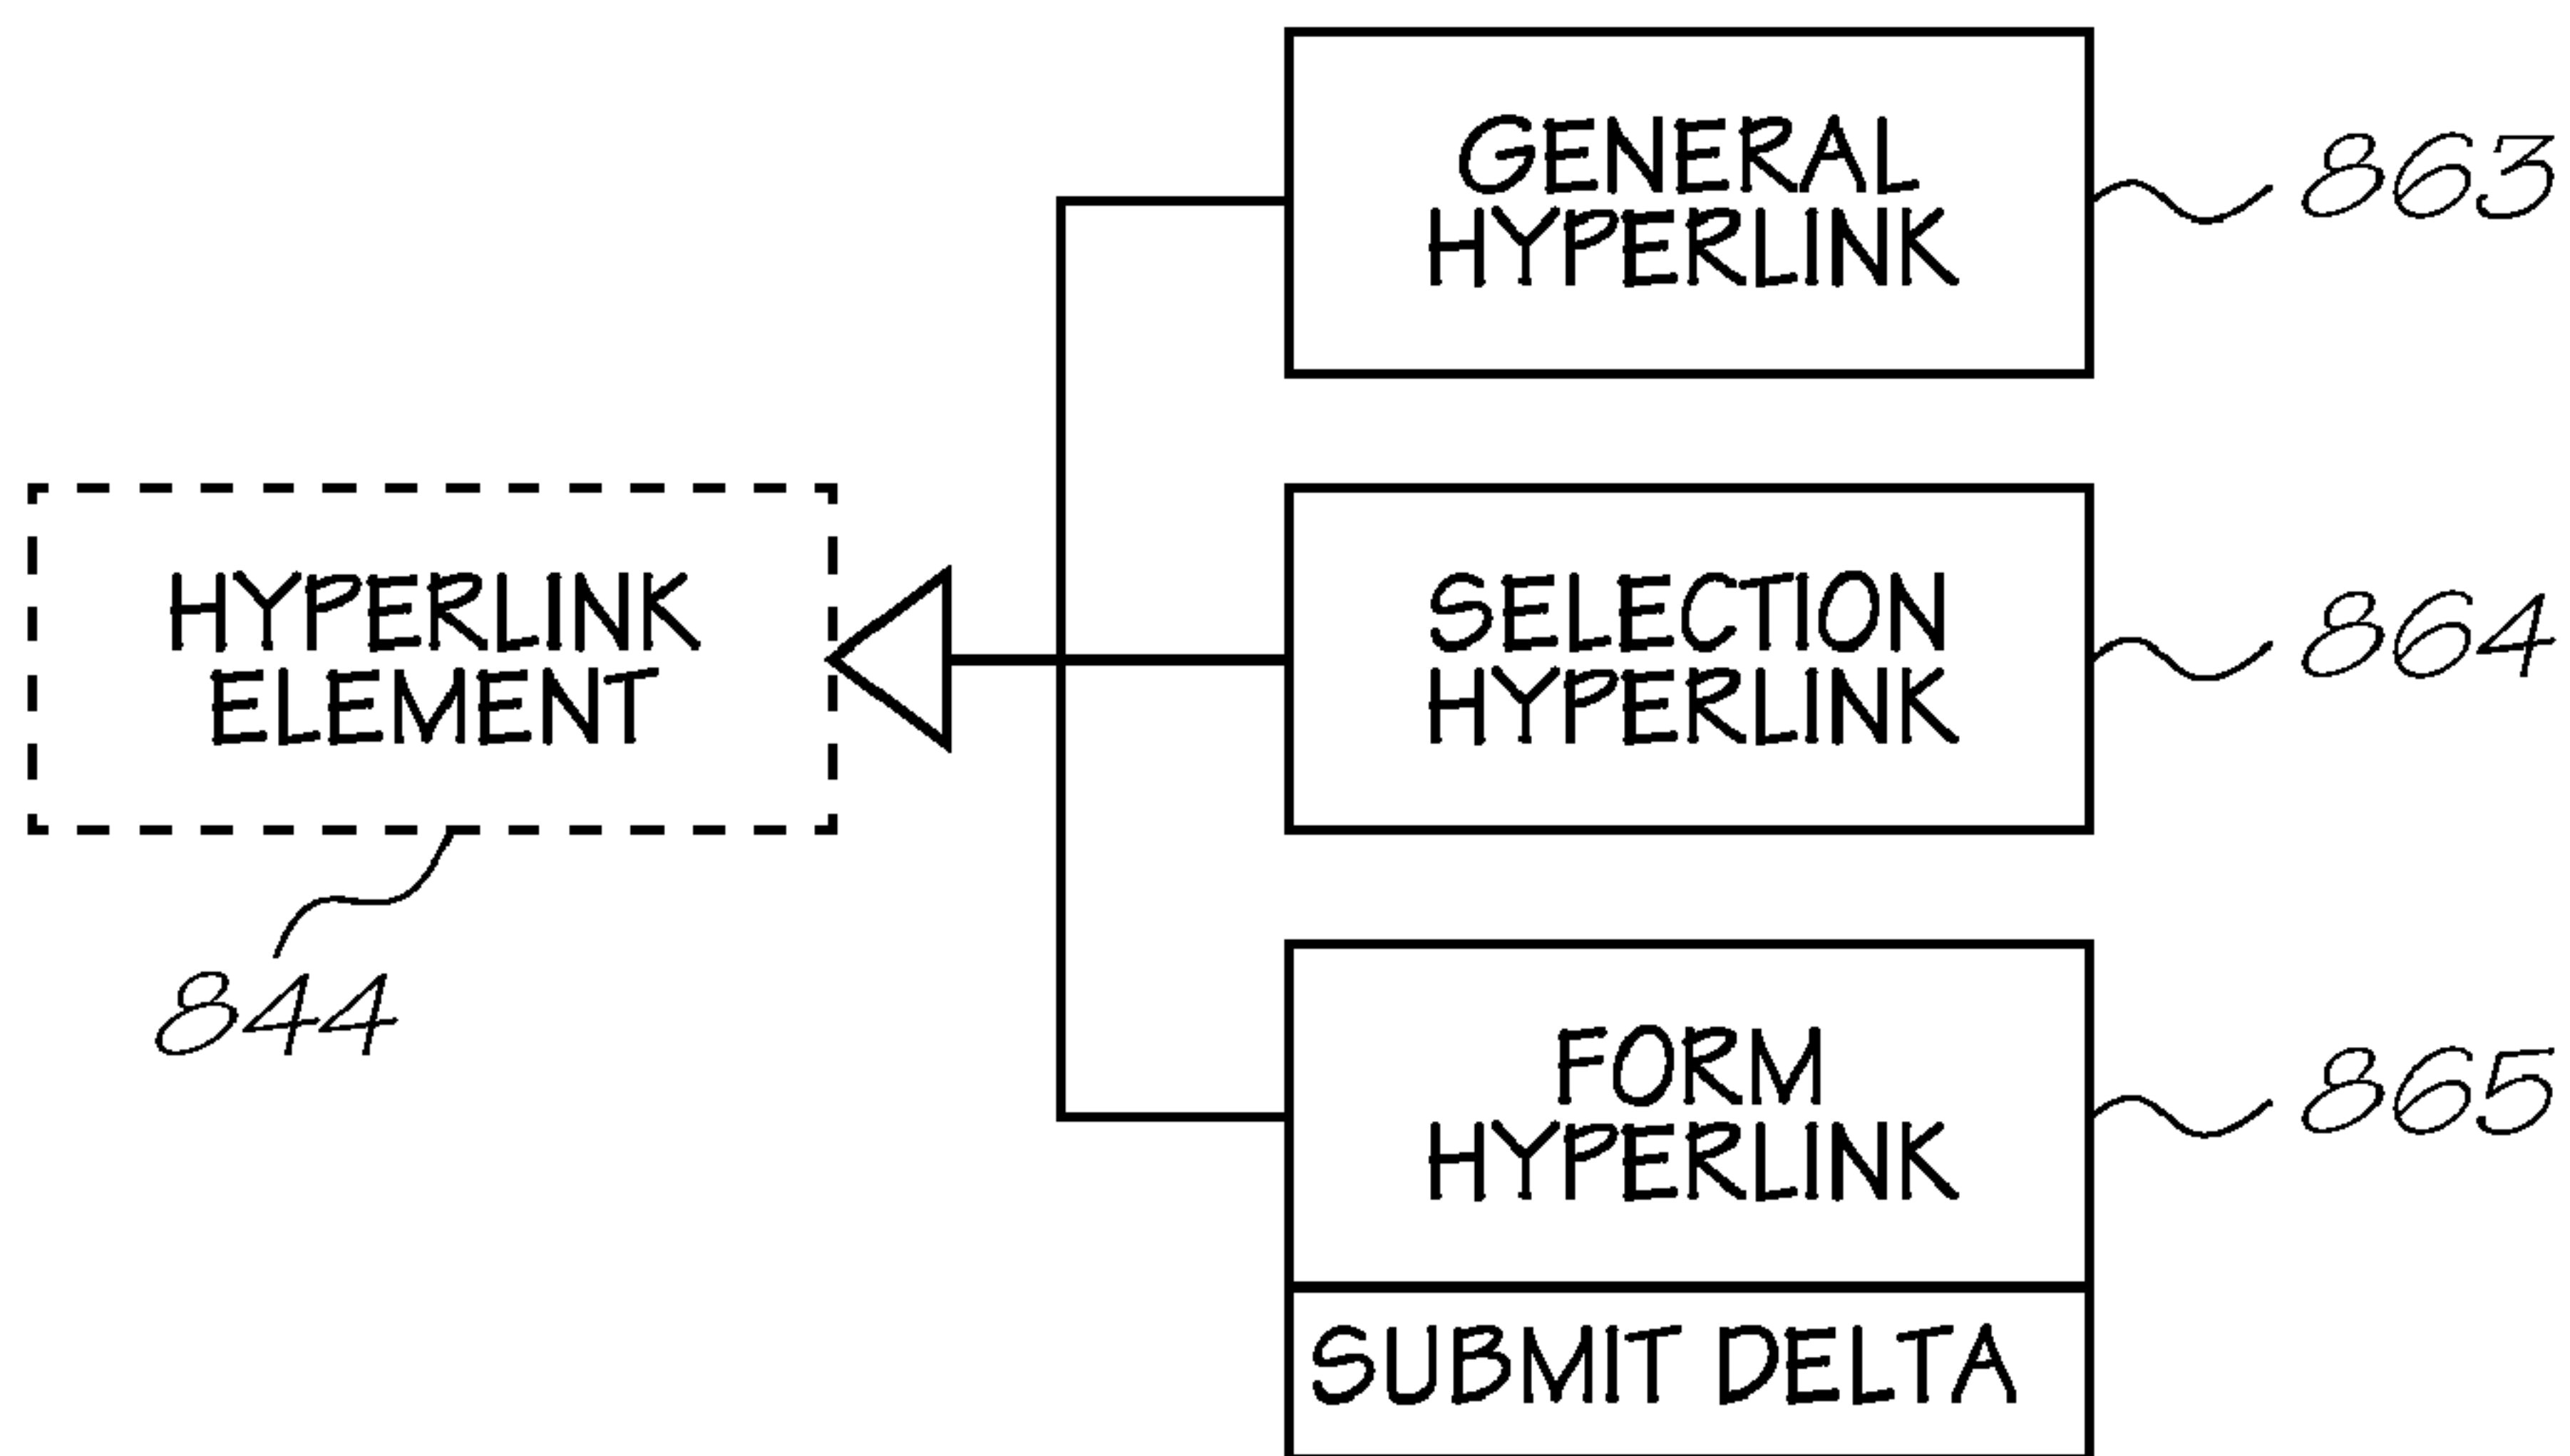 GENERAL
HYPERLINK
863
HYPERLINK
ELEMENT
844
SELECTION
HYPERLINK
864
FORM
HYPERLINK
865
SUBMIT DELTA